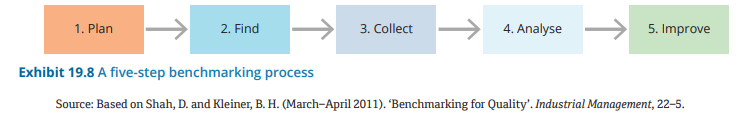 1. Plan 2. Find 3. Collect 4. Analyse 5. Improve
Exhibit 19.8 A five-step benchmarking process
Source: Based on Shah, D. and Kleiner, B. H. (March–April 2011). ‘Benchmarking for Quality’. Industrial Management, 22–5.